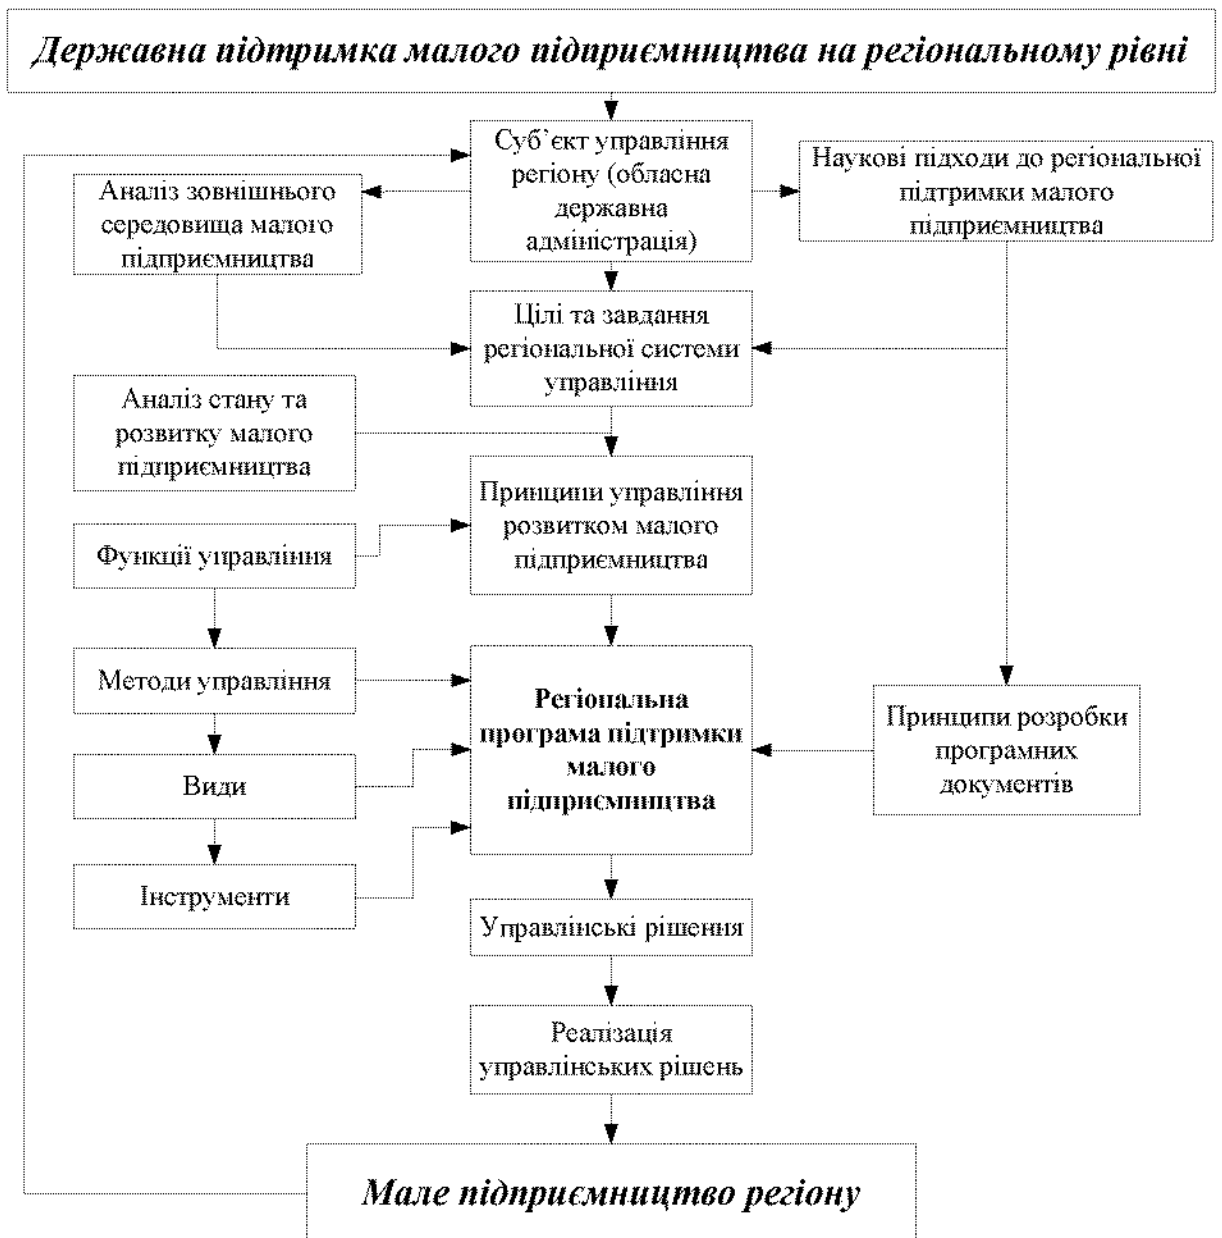 Державна підтримка малого підприємництва на регіональному рівні
Суб’єкт управління
регіону (обласна
державна
адміністрація)
Наукові підходи до регіональної
підтримки малого
підприємництва
Аналіз зовнішнього
середовища малого
підприємництва
Цілі та завдання
регіональної системи
управління
Аналіз стану та
розвитку малого
підприємництва
Принципи управління
розвитком малого
підприємництва
Функції управління
Методи управління
Регіональна
програма підтримки
малого
підприємництва
Принципи розробки
програмних
документів
Види
Інструменти
Управлінські рішення
Реалізація
управлінських рішень
Мале підприємництво регіону